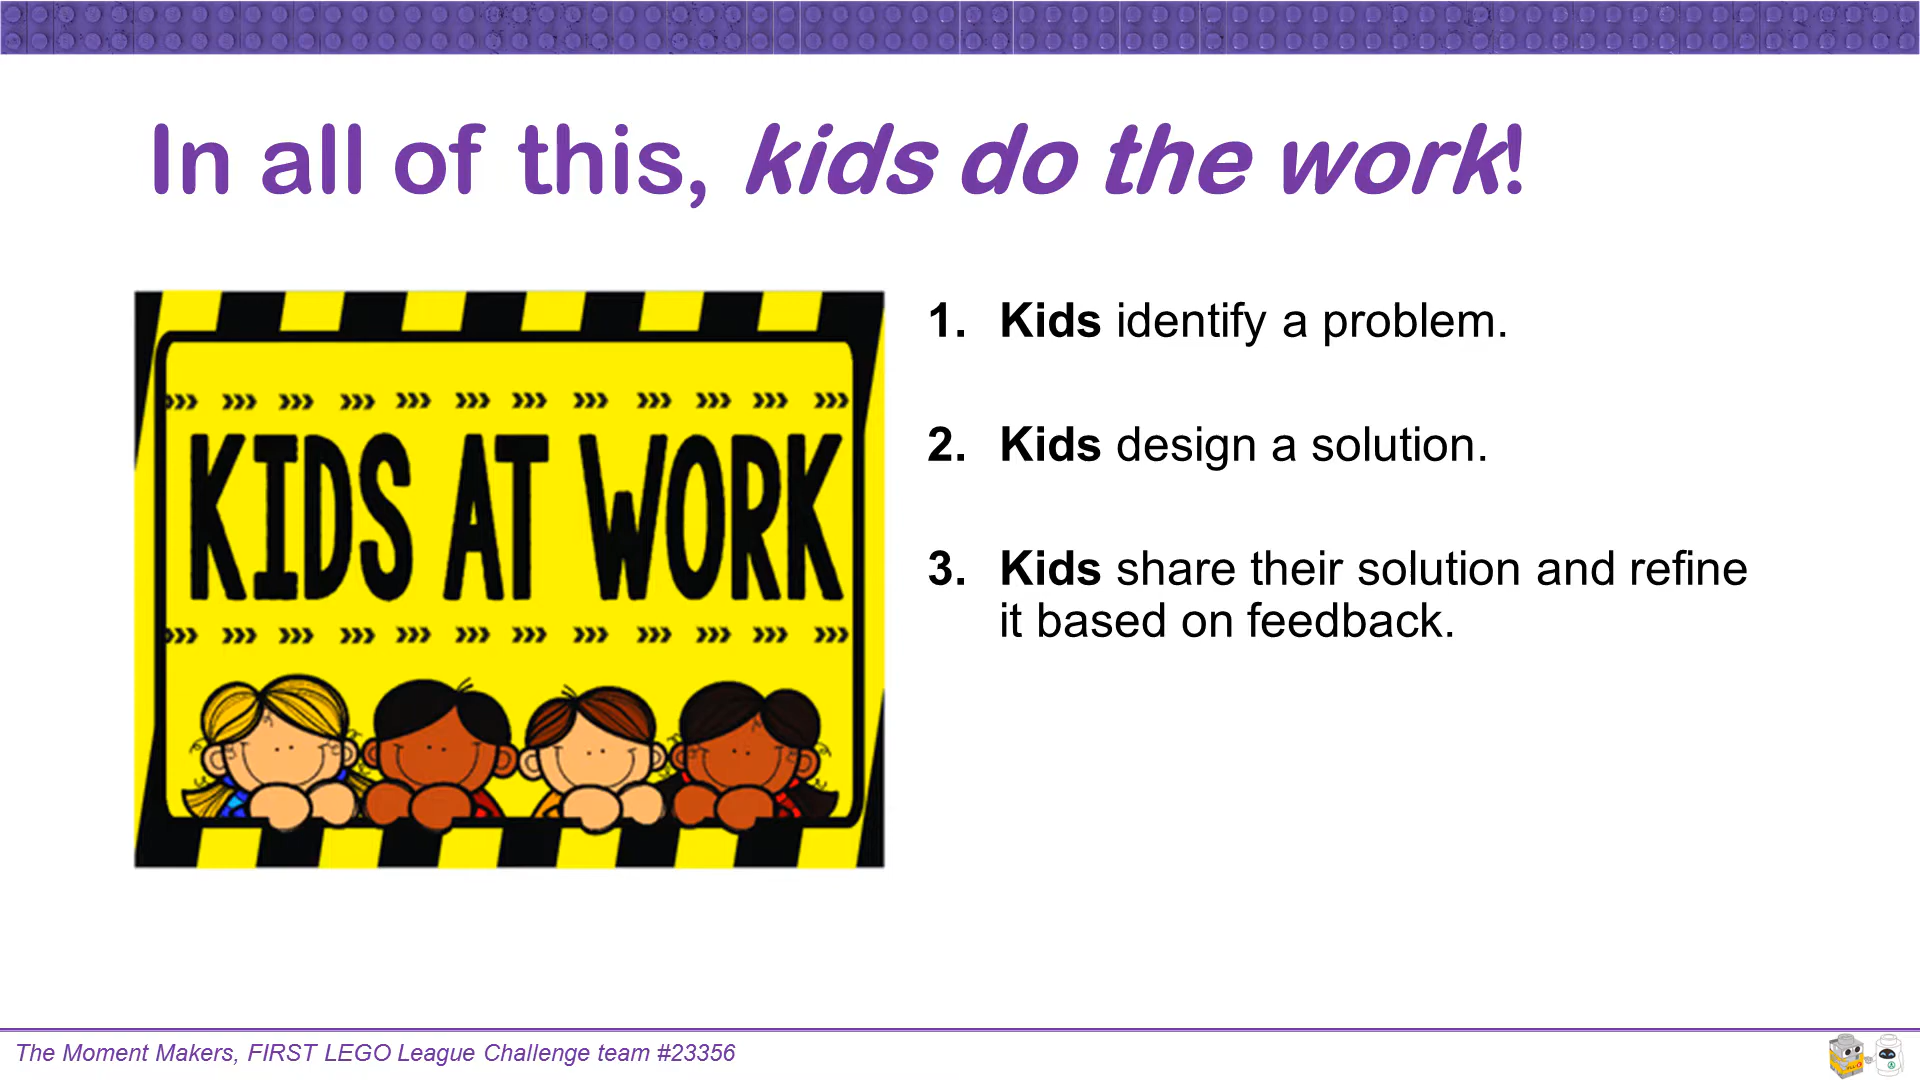 In all of this, kids do the work!
KIDS AT WORK
1. Kids identify a problem.
2. Kids design a solution.
3. Kids share their solution and refine
it based on feedback.
The Moment Makers, FIRST LEGO League Challenge team #23356